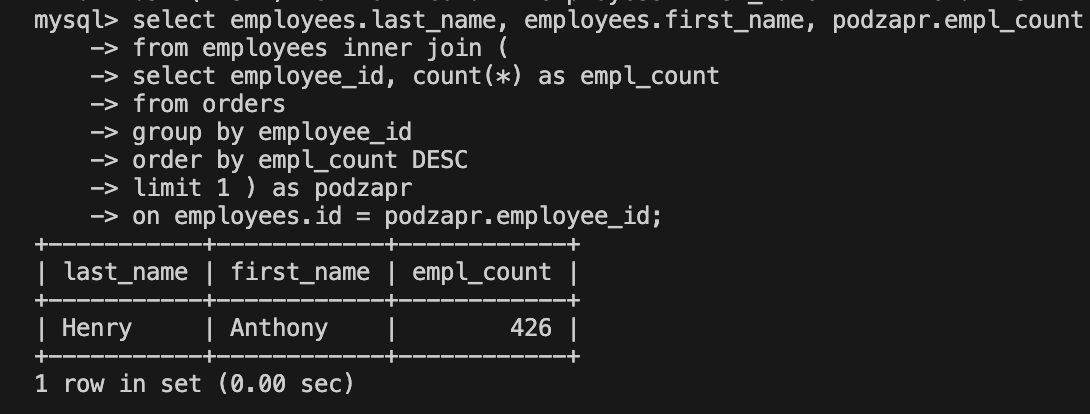 mysql> select employees.last_name, employees.first_name, podzapr.empl_count
-> from employees inner join (
-> select employee_id, count(*) as empl_count
-> from orders
-> group by employee_id
-> order by empl_count DESC
-> limit 1 ) as podzapr
-> on employees.id = podzapr.employee_id;
+-----------+------------+------------+
| last_name | first_name | empl_count |
+-----------+------------+------------+
| Henry | Anthony | 426 |
+-----------+------------+------------+
1 row in set (0.00 sec)